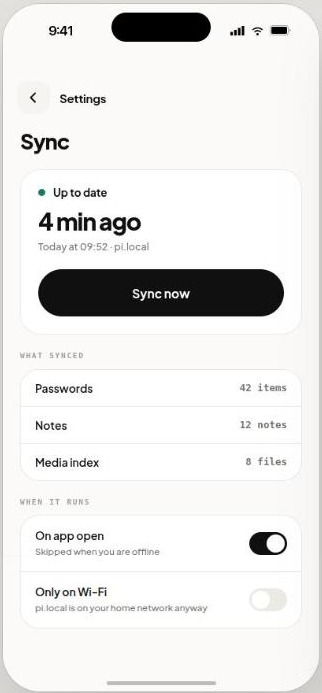 9:41
Settings
Sync
Up to date
4 min ago
Today at 09:52 · pi.local
Sync now
WHAT SYNCED
Passwords 42 items
Notes 12 notes
Media index 8 files
WHEN IT RUNS
On app open
Skipped when you are offline
Only on Wi-Fi
pi.local is on your home network anyway